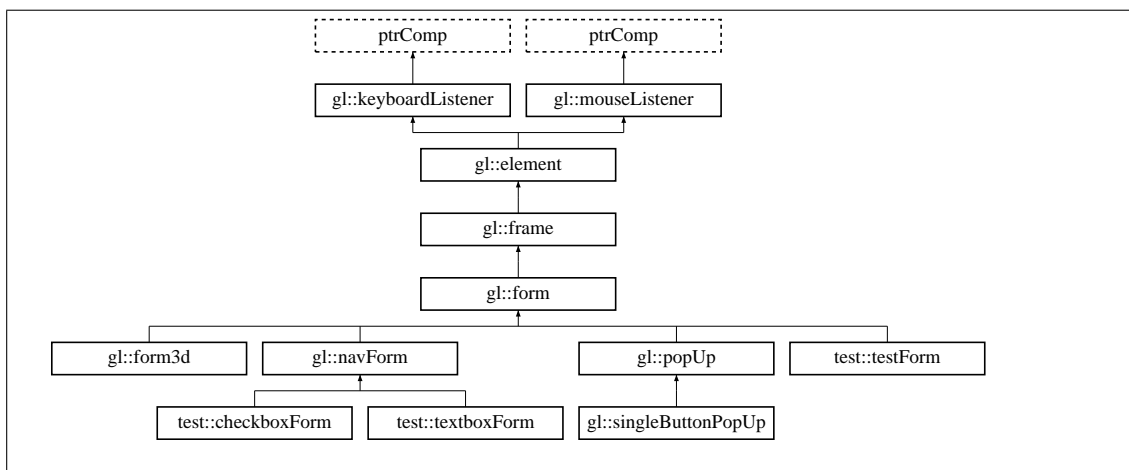 ptrComp ptrComp
gl::keyboardListener gl::mouseListener
gl::element
gl::frame
gl::form
gl::form3d gl::navForm gl::popUp test::testForm
test::checkboxForm test::textboxForm gl::singleButtonPopUp